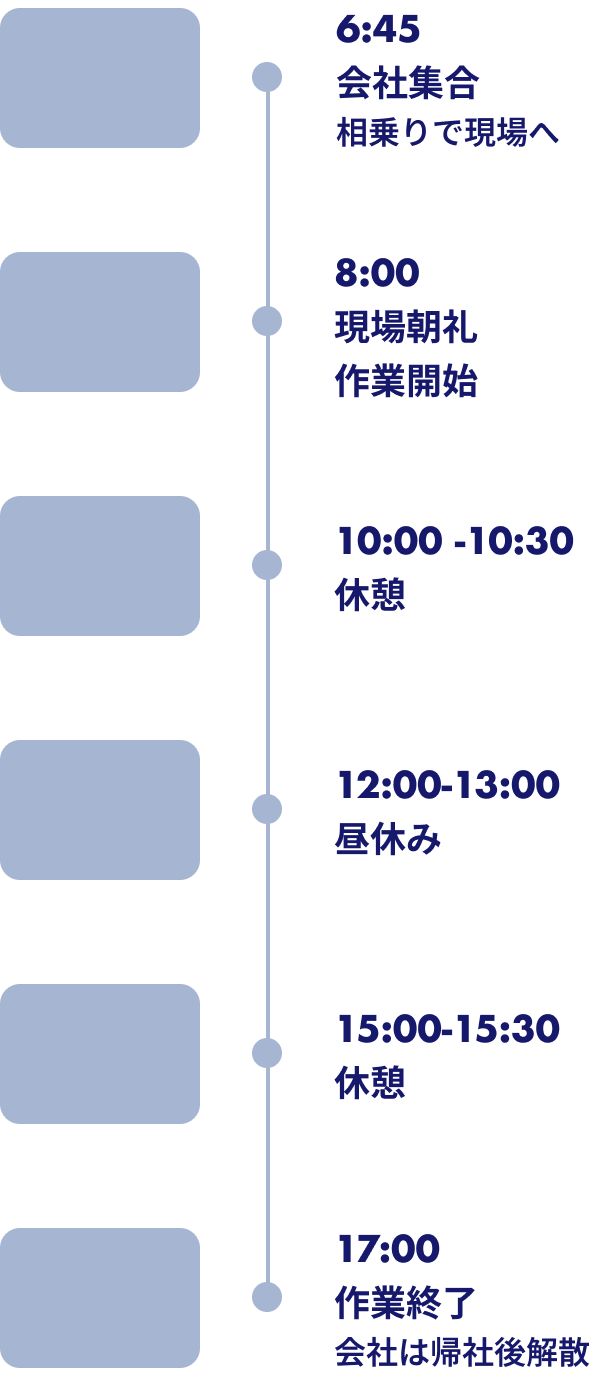 6:45
会社集合
相乗りで現場へ
8:00
現場朝礼
作業開始
10:00 -10:30
休憩
12:00-13:00
昼休み
15:00-15:30
休憩
17:00
作業終了
会社は帰社後解散